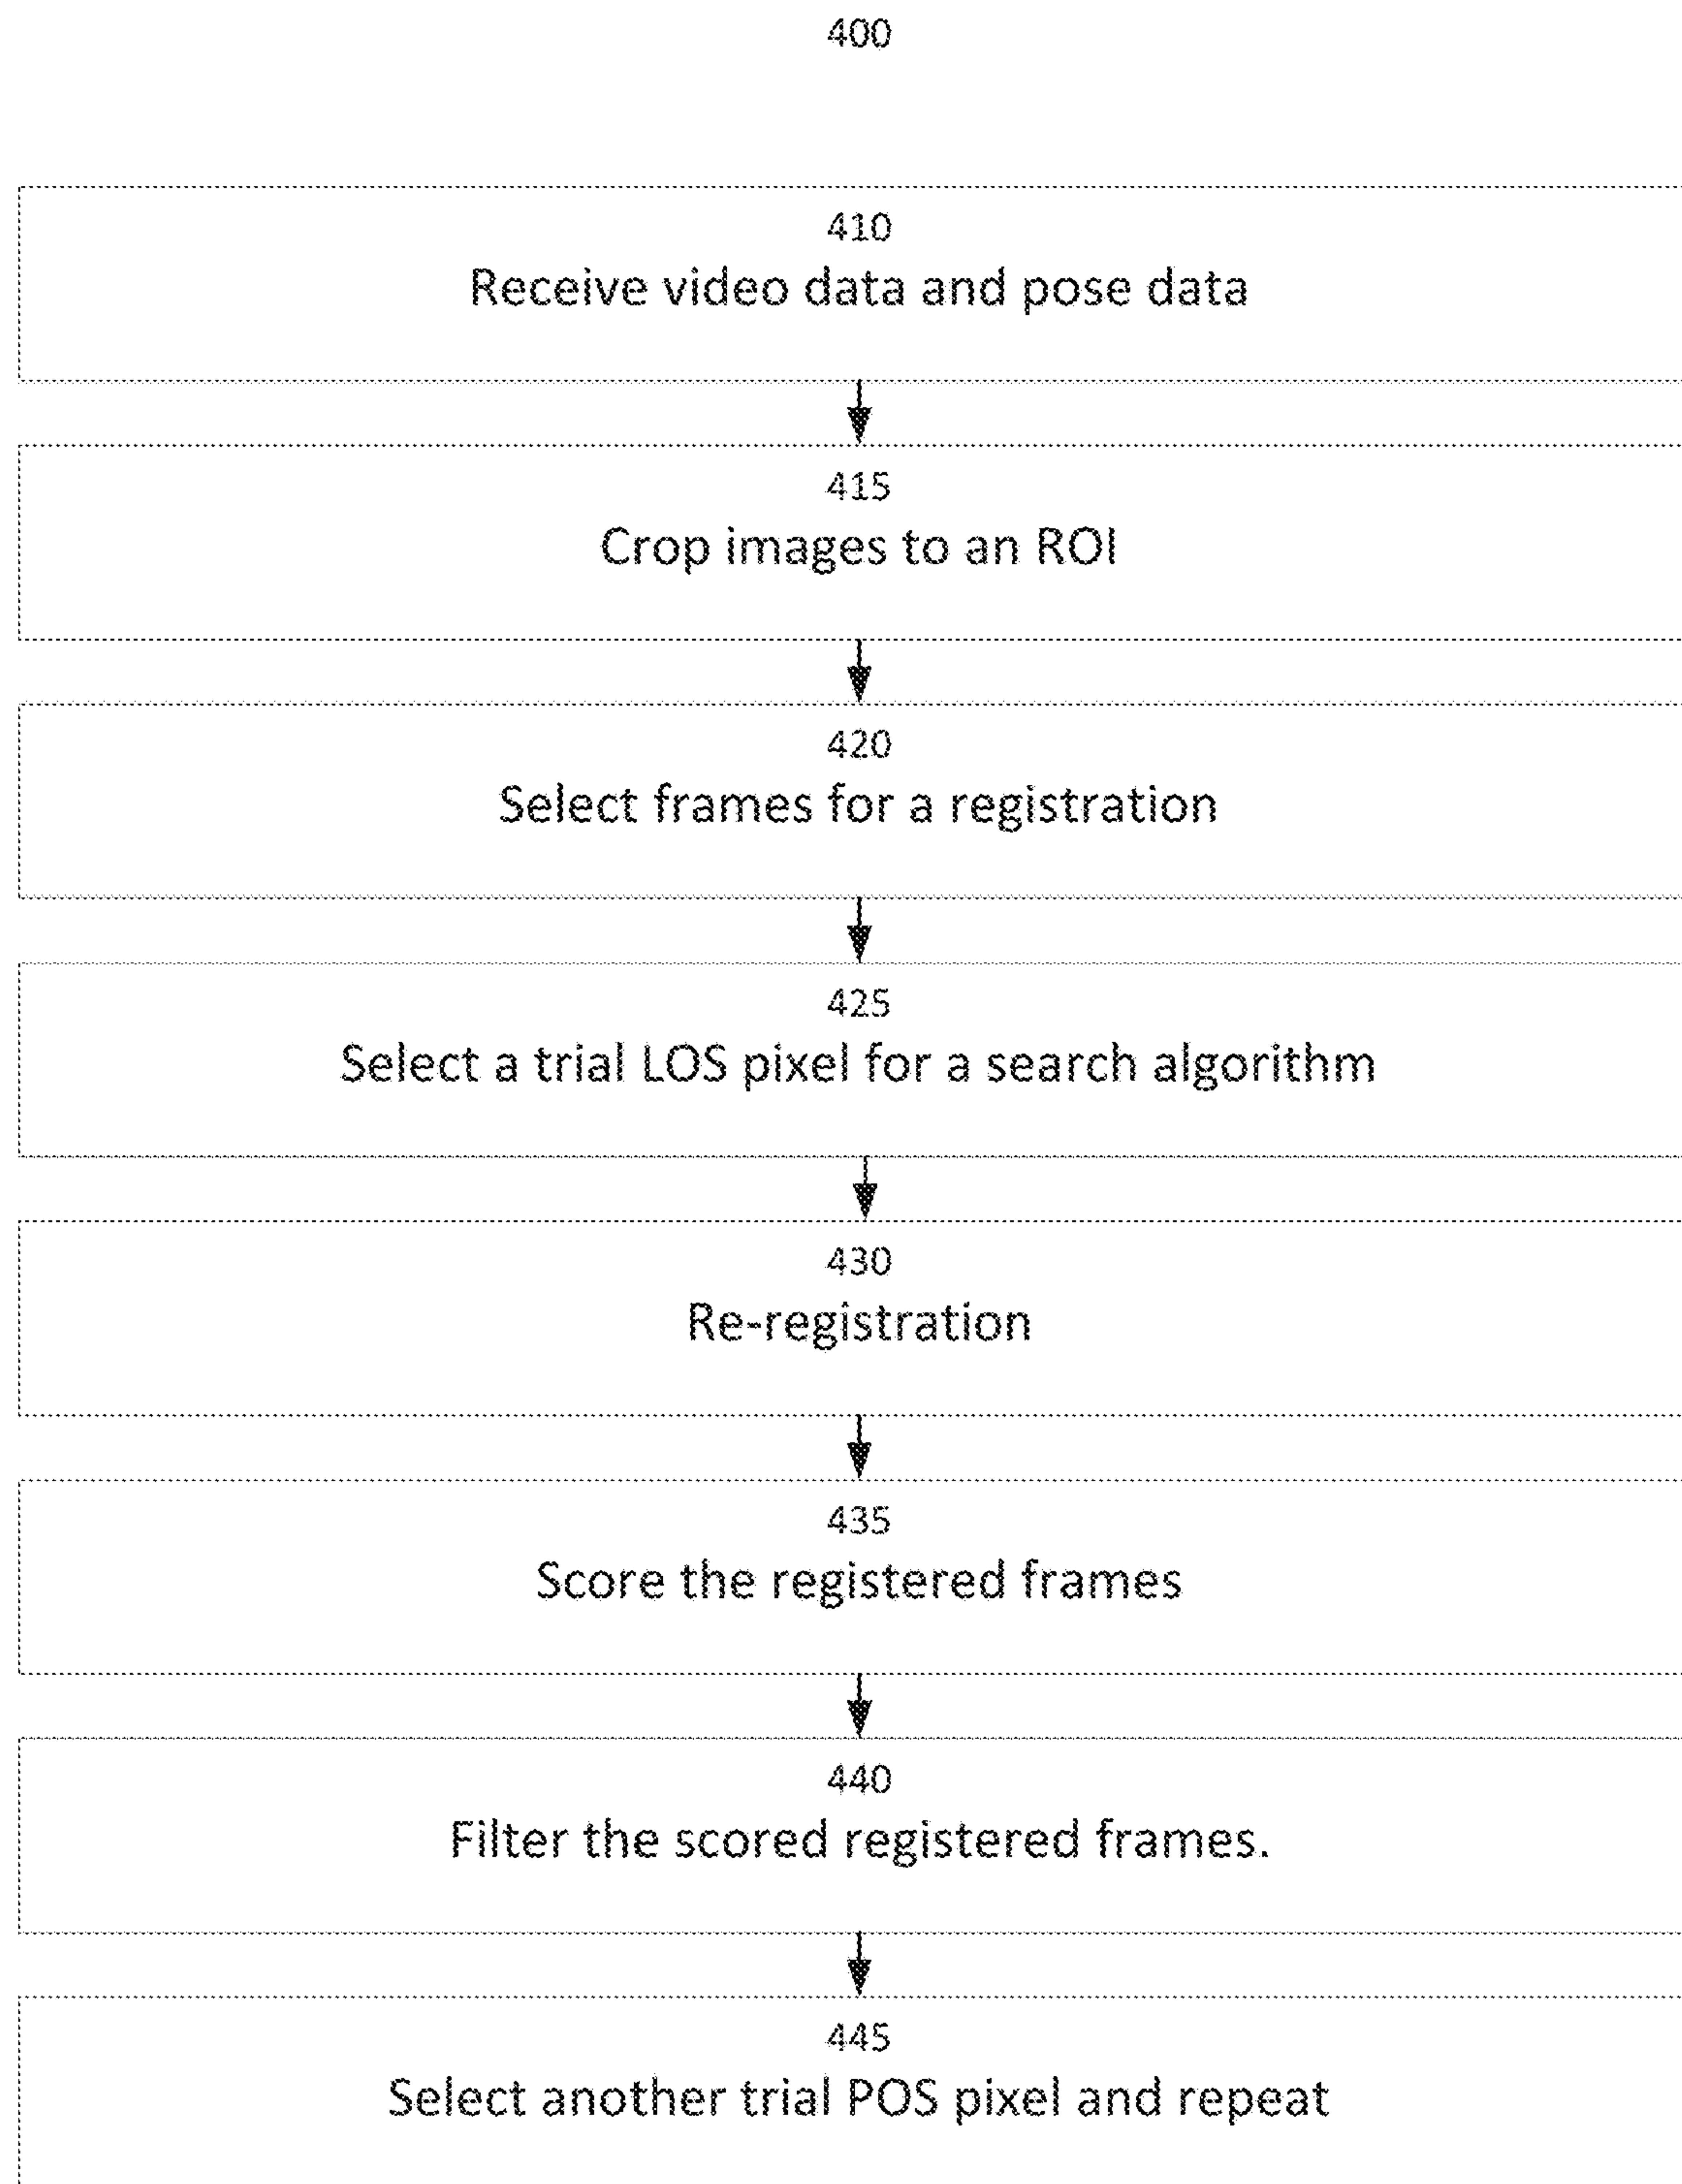 400
410
Receive video data and pose data
415
Crop images to an ROI
420
Select frames for a registration
425
Select a trial LOS pixel for a search algorithm
430
Re-registration
435
Score the registered frames
440
Filter the scored registered frames.
445
Select another trial POS pixel and repeat